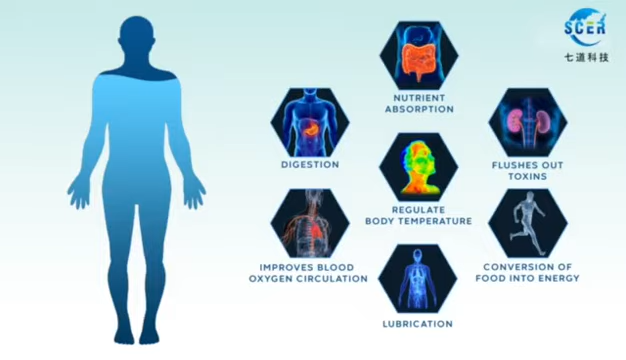 SCER
七道科技
NUTRIENT
ABSORPTION
DIGESTION
FLUSHES OUT
TOXINS
REGULATE
BODY TEMPERATURE
IMPROVES BLOOD
OXYGEN CIRCULATION
CONVERSION OF
FOOD INTO ENERGY
LUBRICATION